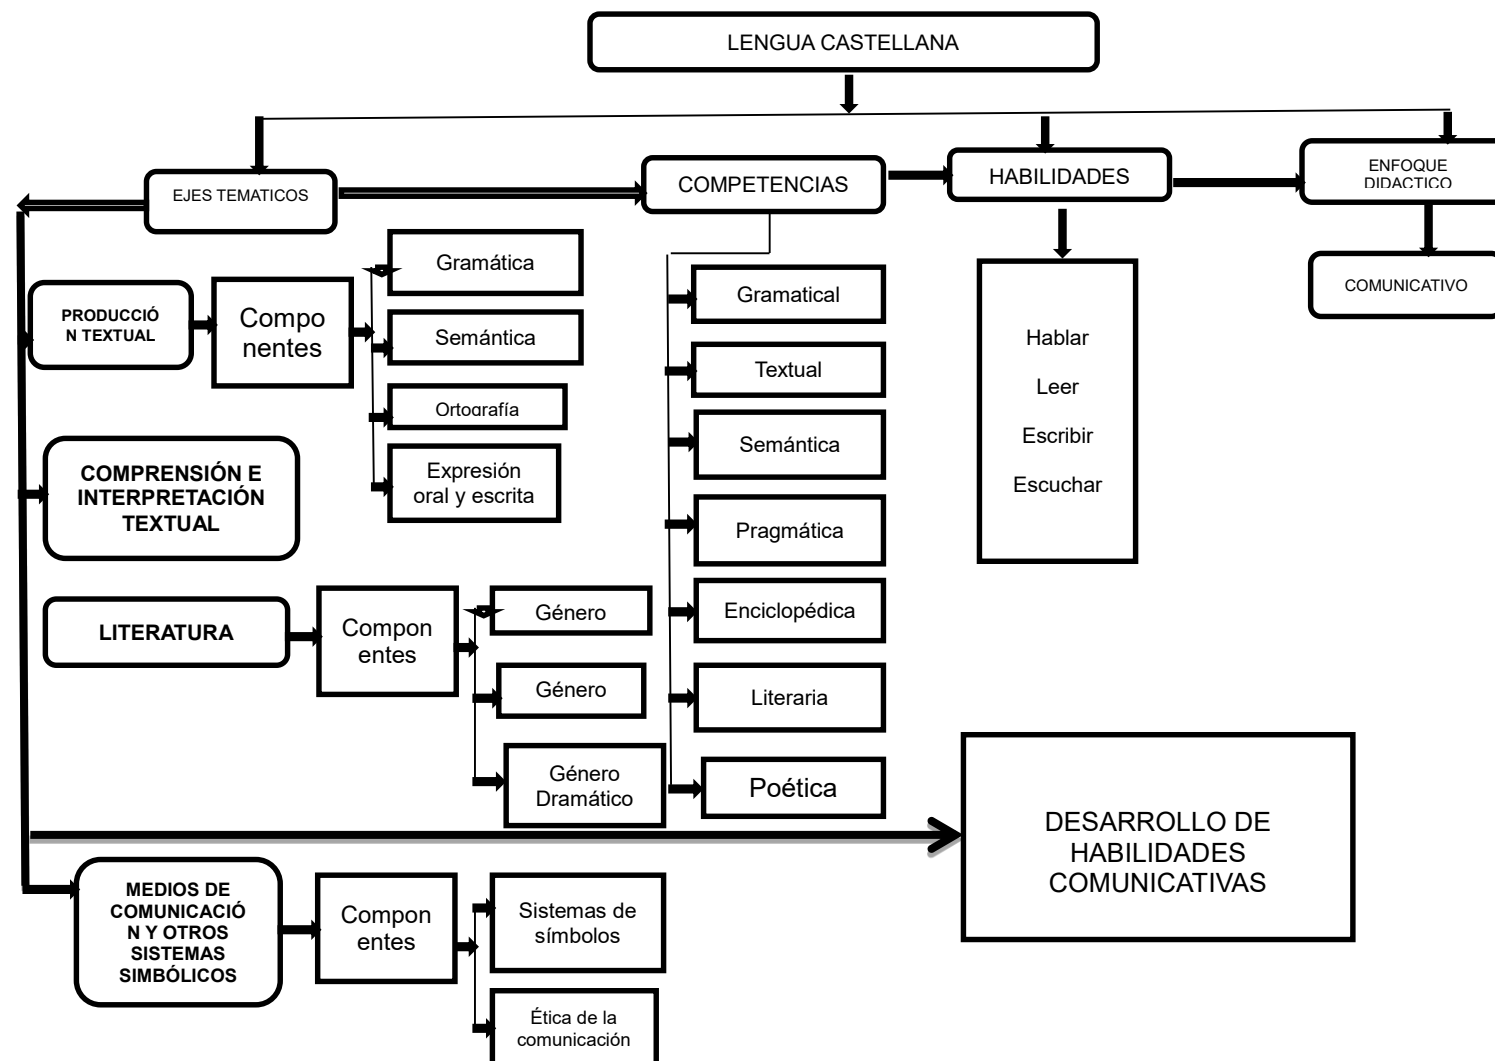 LENGUA CASTELLANA
EJES TEMATICOS
COMPETENCIAS
HABILIDADES
ENFOQUE
DIDACTICO
COMUNICATIVO
PRODUCCIÓ
N TEXTUAL
Compo
nentes
Gramática
Semántica
Ortografía
Expresión
oral y escrita
COMPRENSIÓN E
INTERPRETACIÓN
TEXTUAL
LITERATURA
Compon
entes
Género
Género
Género
Dramático
MEDIOS DE
COMUNICACIÓ
N Y OTROS
SISTEMAS
SIMBÓLICOS
Compon
entes
Sistemas de
símbolos
Ética de la
comunicación
Gramatical
Textual
Semántica
Pragmática
Enciclopédica
Literaria
Poética
Hablar
Leer
Escribir
Escuchar
DESARROLLO DE
HABILIDADES
COMUNICATIVAS